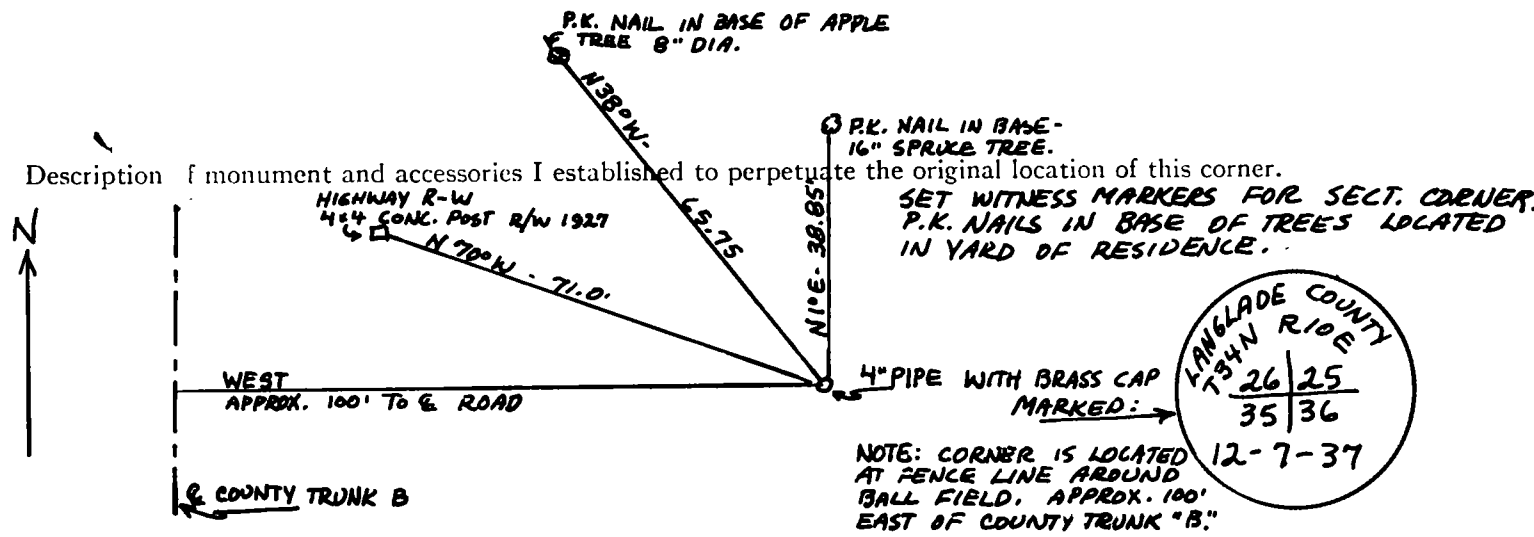 P.K. NAIL IN BASE OF APPLE
TREE 8" DIA.
N38°W-
65.75
P.K. NAIL IN BASE-
16" SPRUCE TREE.
Description f monument and accessories I established to perpetuate the original location of this corner.
SET WITNESS MARKERS FOR SECT. CORNER.
P.K. NAILS IN BASE OF TREES LOCATED
IN YARD OF RESIDENCE.
N
HIGHWAY R-W
4x4 CONC. POST R/W 1927
N 70°W - 71.0'
N1°E- 38.85'
WEST
APPROX. 100' TO ℄ ROAD
4" PIPE WITH BRASS CAP
MARKED:
LANGLADE COUNTY
T34N R10E
26 25
35 36
12-7-37
NOTE: CORNER IS LOCATED
AT FENCE LINE AROUND
BALL FIELD. APPROX. 100'
EAST OF COUNTY TRUNK "B."
℄ COUNTY TRUNK B